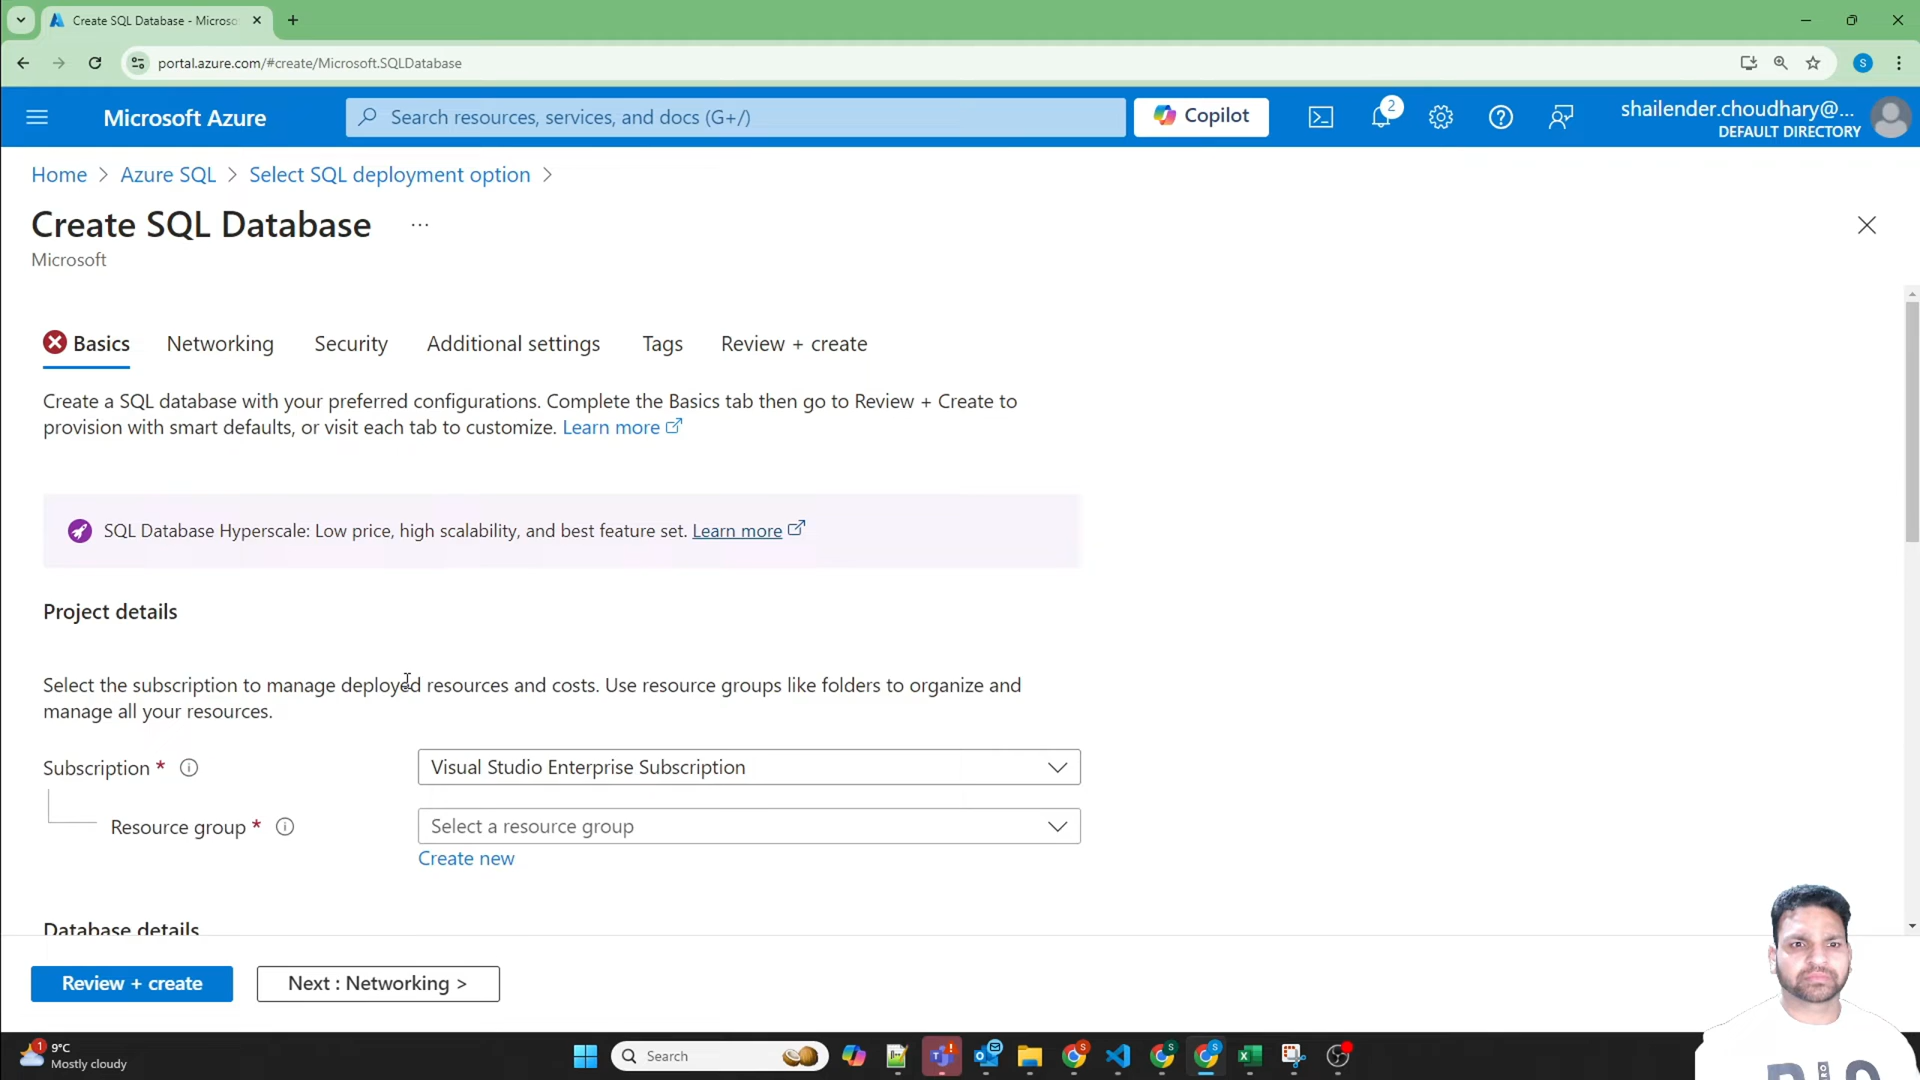 Create SQL Database - Microso
portal.azure.com/#create/Microsoft.SQLDatabase
S
Microsoft Azure
Search resources, services, and docs (G+/)
Copilot
2
shailender.choudhary@...
DEFAULT DIRECTORY
Home > Azure SQL > Select SQL deployment option >
Create SQL Database ...
Microsoft
Basics Networking Security Additional settings Tags Review + create
Create a SQL database with your preferred configurations. Complete the Basics tab then go to Review + Create to
provision with smart defaults, or visit each tab to customize. Learn more
SQL Database Hyperscale: Low price, high scalability, and best feature set. Learn more
Project details
Select the subscription to manage deployed resources and costs. Use resource groups like folders to organize and
manage all your resources.
Subscription *
Visual Studio Enterprise Subscription
Resource group *
Select a resource group
Create new
Database details
Review + create
Next : Networking >
1
9°C
Mostly cloudy
Search